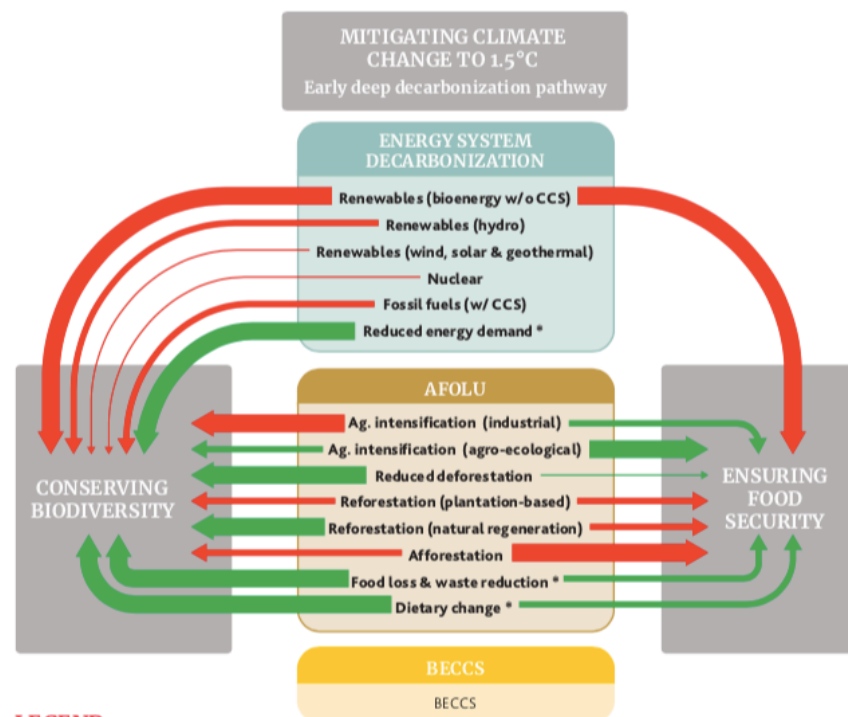 MITIGATING CLIMATE
CHANGE TO 1.5°C
Early deep decarbonization pathway
ENERGY SYSTEM
DECARBONIZATION
Renewables (bioenergy w/o CCS)
Renewables (hydro)
Renewables (wind, solar & geothermal)
Nuclear
Fossil fuels (w/ CCS)
Reduced energy demand *
AFOLU
Ag. intensification (industrial)
Ag. intensification (agro-ecological)
Reduced deforestation
Reforestation (plantation-based)
Reforestation (natural regeneration)
Afforestation
Food loss & waste reduction *
Dietary change *
CONSERVING
BIODIVERSITY
ENSURING
FOOD
SECURITY
BECCS
BECCS
LEGEND